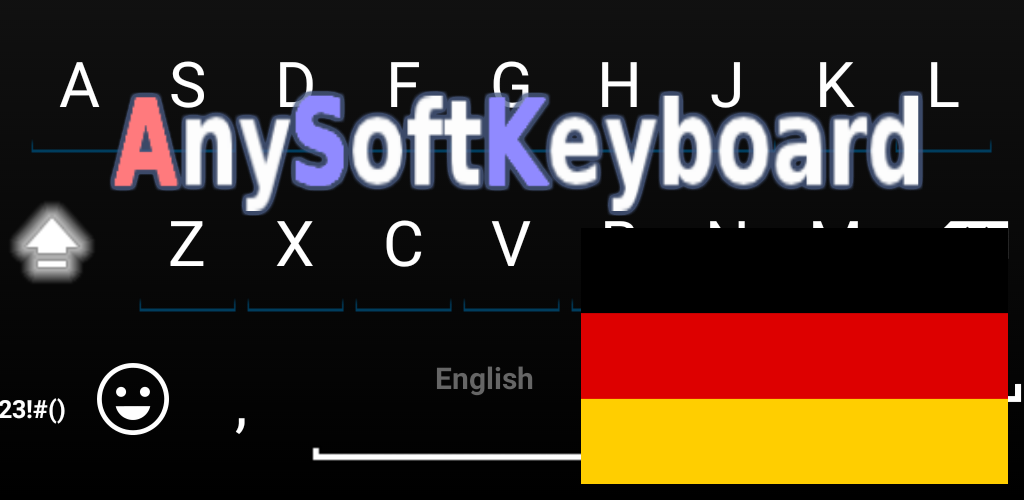 A S D F G H J K L
AnySoftKeyboard
Z X C V B N M
English
23!#() ,